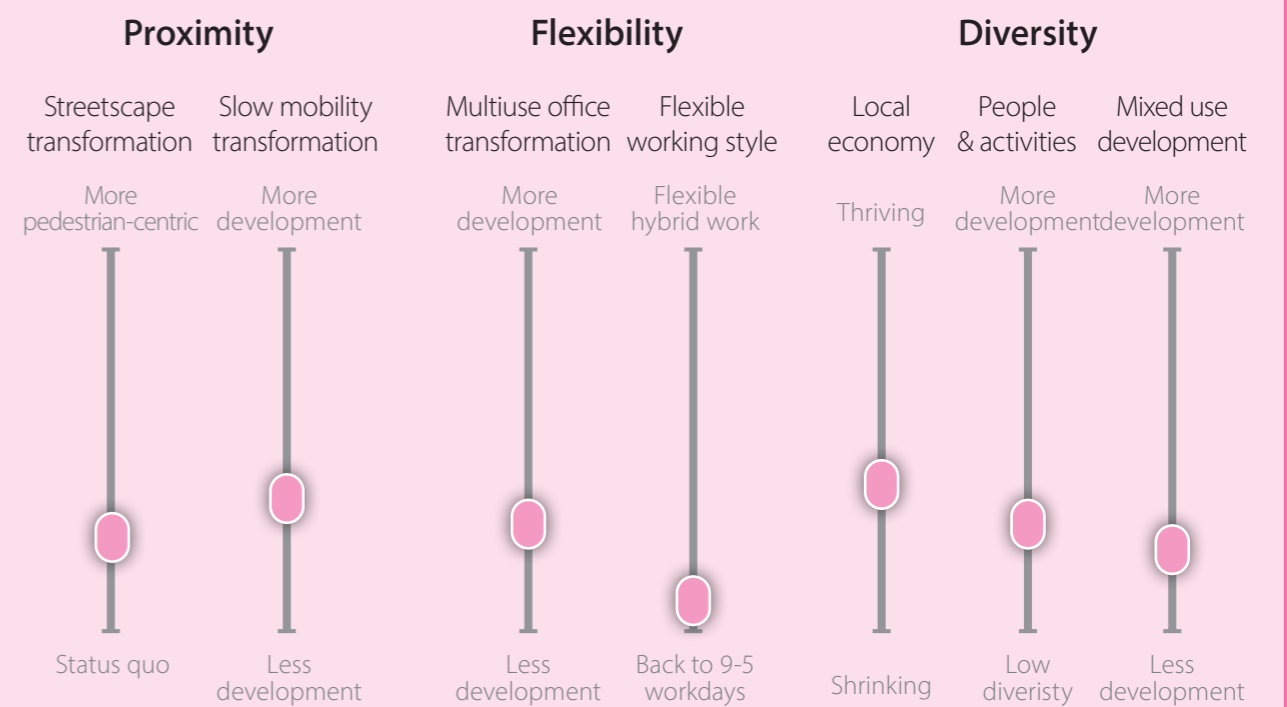 Proximity
Flexibility
Diversity
Streetscape
transformation
Slow mobility
transformation
Multiuse office
transformation
Flexible
working style
Local
economy
People
& activities
Mixed use
development
More
pedestrian-centric
More
development
More
development
Flexible
hybrid work
Thriving
More
development
More
development
Status quo
Less
development
Less
development
Back to 9-5
workdays
Shrinking
Low
diveristy
Less
development